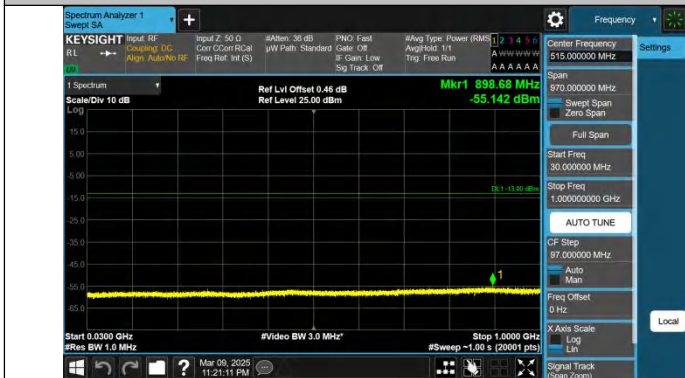 Spectrum Analyzer 1
Swept SA
Frequency
KEYSIGHT
RL
Input: RF
Coupling: DC
Align: Auto/No RF
Input Z: 50 Ω
Corr CCorr RCal
Freq Ref: Int (S)
#Atten: 36 dB
µW Path: Standard
PNO: Fast
Gate: Off
IF Gain: Low
Sig Track: Off
#Avg Type: Power (RMS
Avg|Hold: 1/1
Trig: Free Run
1 2 3 4 5 6
A W W W W W
A A A A A A
1 Spectrum
Scale/Div 10 dB
Ref Lvl Offset 0.46 dB
Ref Level 25.00 dBm
Mkr1 898.68 MHz
-55.142 dBm
Log
15.0
5.00
-5.00
-15.0
-25.0
-35.0
-45.0
-55.0
-65.0
DL1 -13.00 dBm
1
Start 0.0300 GHz
#Res BW 1.0 MHz
#Video BW 3.0 MHz*
Stop 1.0000 GHz
#Sweep ~1.00 s (20001 pts)
Mar 09, 2025
11:21:11 PM
Center Frequency
515.000000 MHz
Span
970.000000 MHz
Swept Span
Zero Span
Full Span
Start Freq
30.000000 MHz
Stop Freq
1.000000000 GHz
AUTO TUNE
CF Step
97.000000 MHz
Auto
Man
Freq Offset
0 Hz
X Axis Scale
Log
Lin
Signal Track
(Span Zoom)
Settings
Local